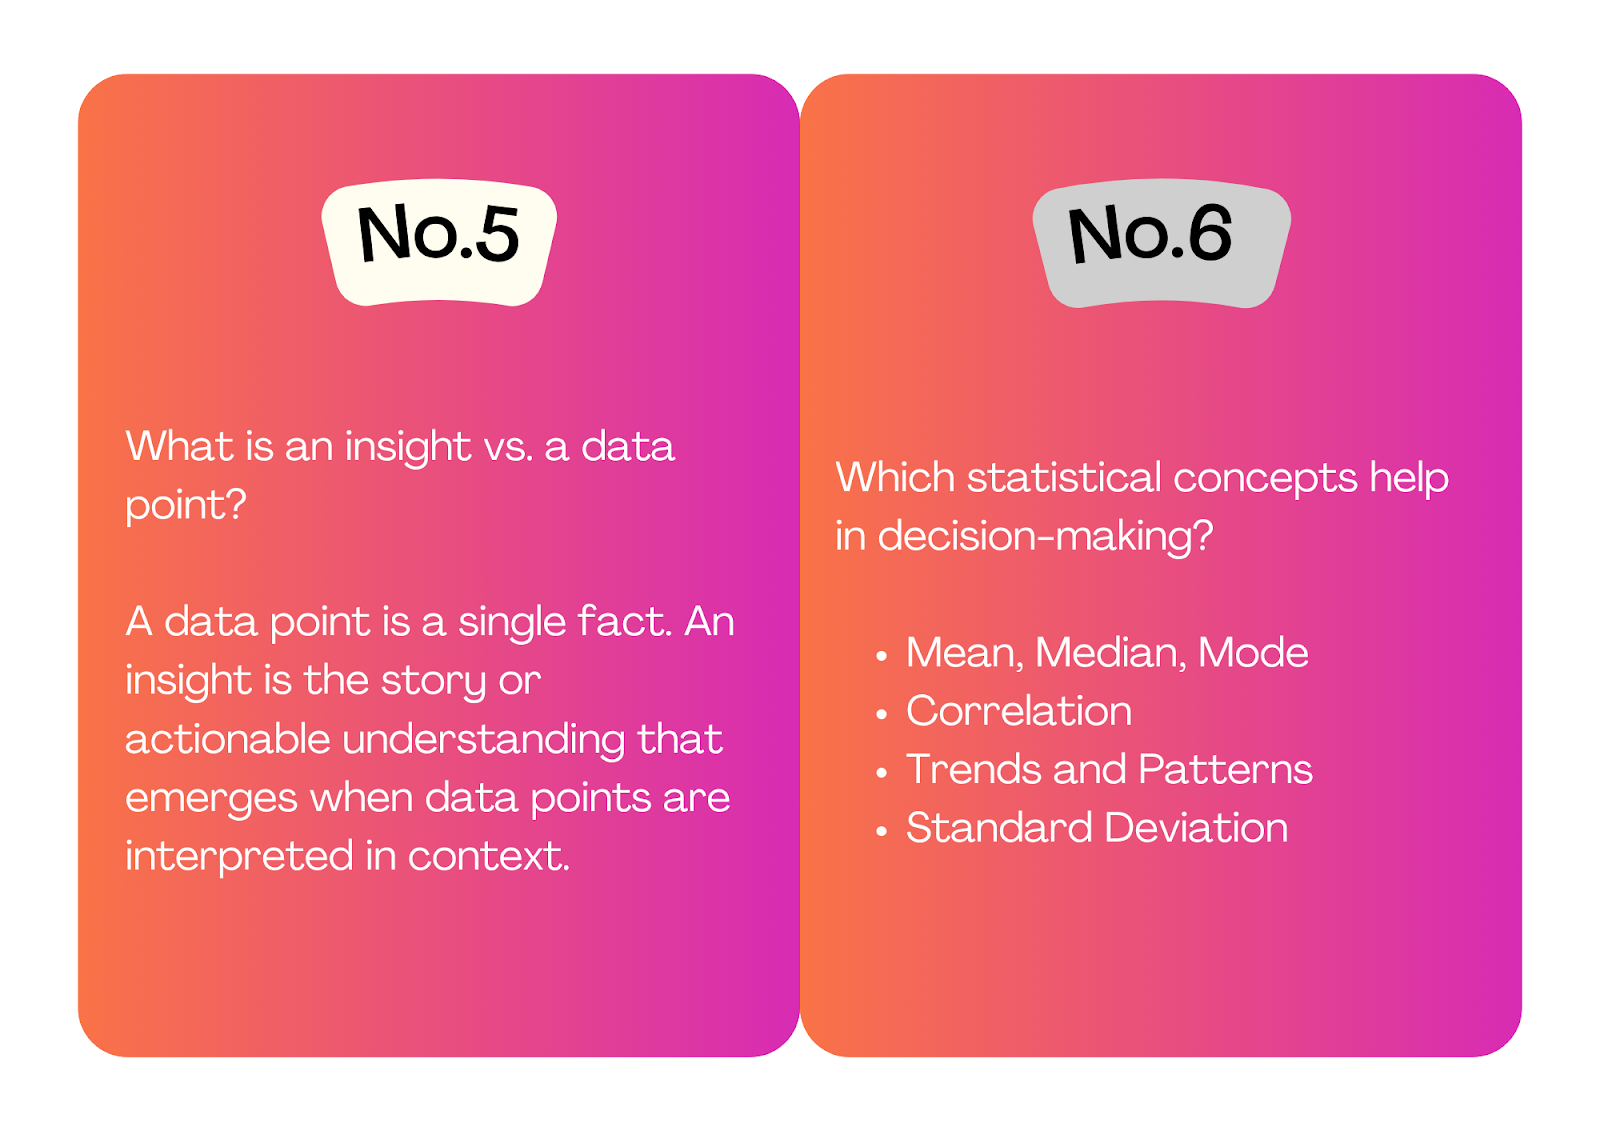 No.5
What is an insight vs. a data
point?
A data point is a single fact. An
insight is the story or
actionable understanding that
emerges when data points are
interpreted in context.
No.6
Which statistical concepts help
in decision-making?
• Mean, Median, Mode
• Correlation
• Trends and Patterns
• Standard Deviation